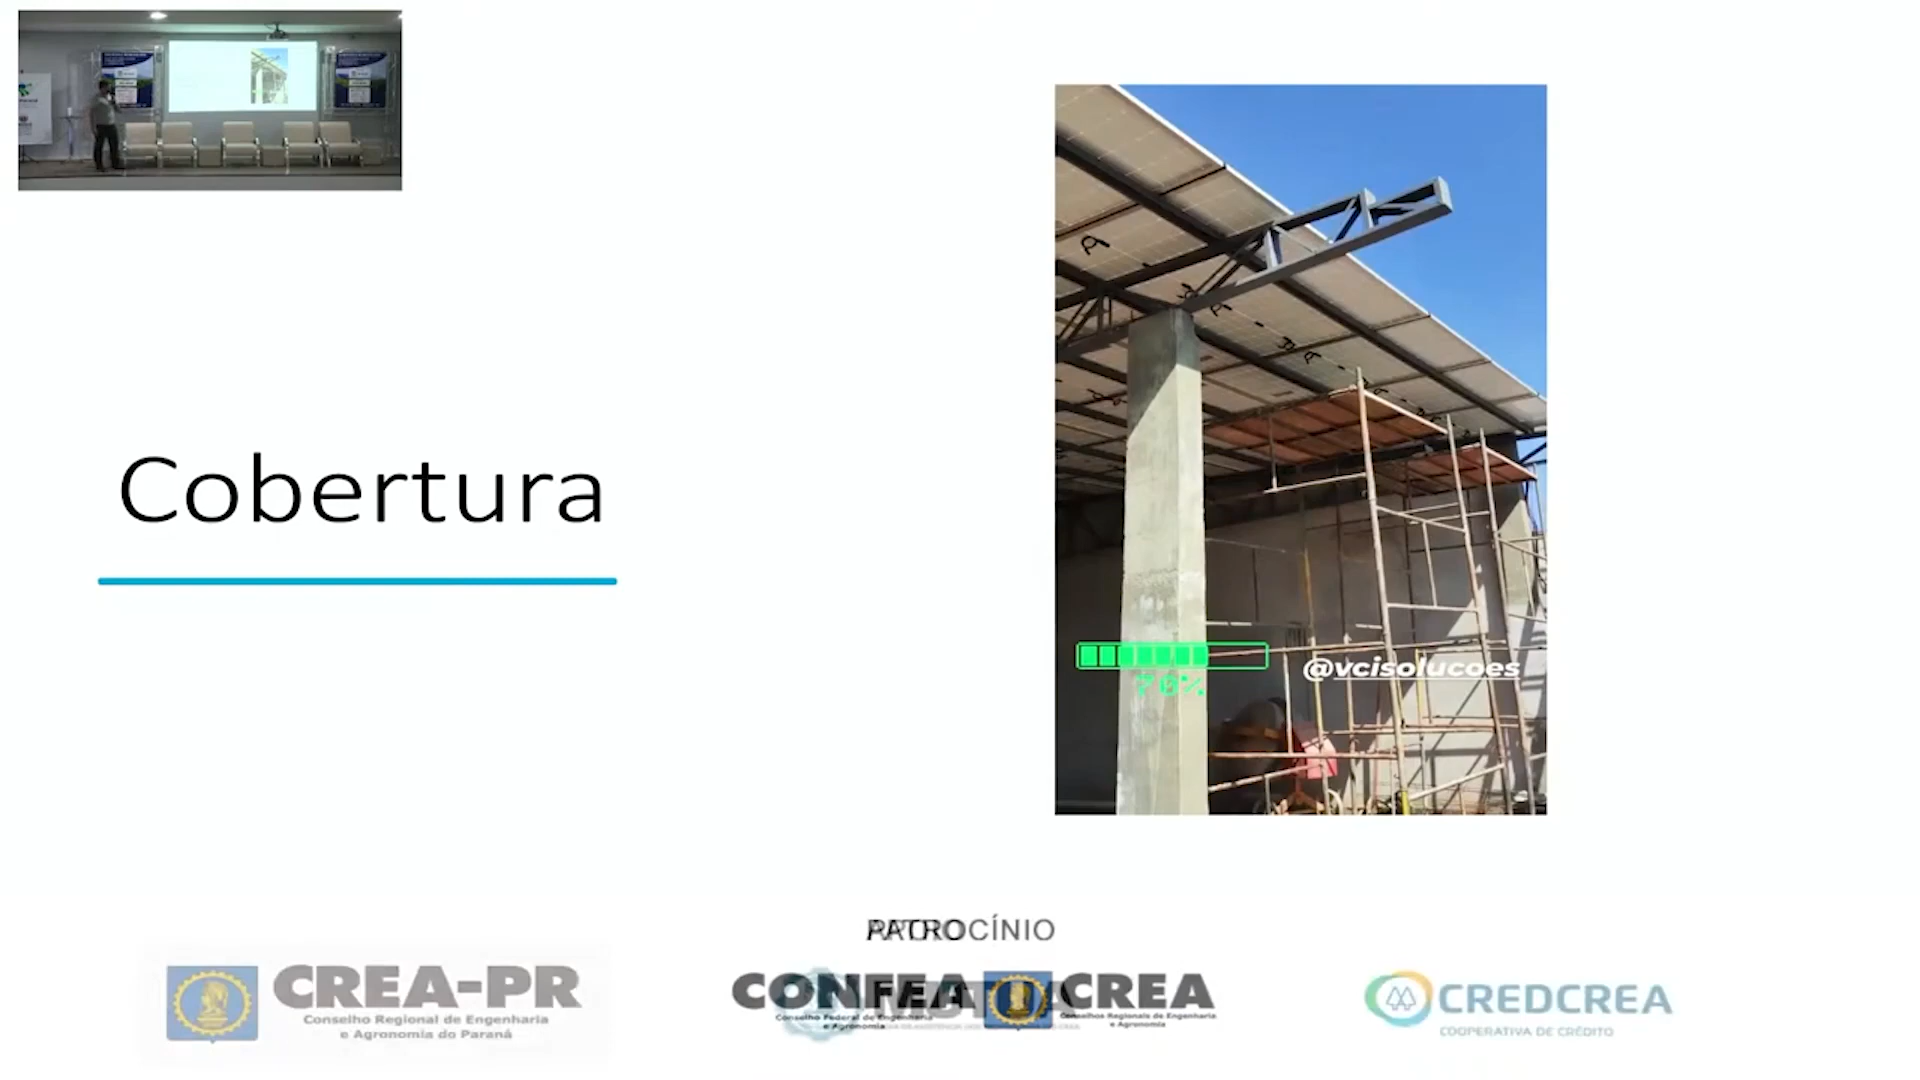 Cobertura
70%
@vcisolucoes
PATROCÍNIO
CREA-PR
Conselho Regional de Engenharia
e Agronomia do Paraná
CONFEA
Conselho Federal de Engenharia
e Agronomia
CREA
Conselhos Regionais de Engenharia
e Agronomia
CREDCREA
COOPERATIVA DE CRÉDITO